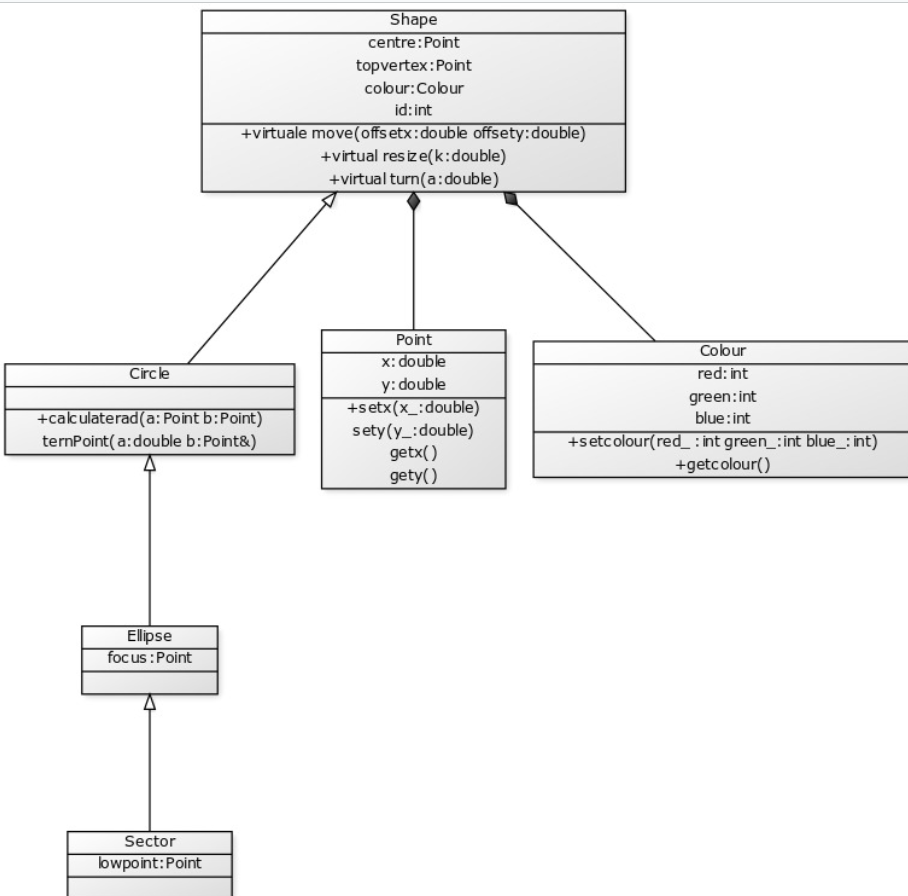 Shape
centre:Point
topvertex:Point
colour:Colour
id:int
+virtuale move(offsetx:double offsety:double)
+virtual resize(k:double)
+virtual turn(a:double)
Circle
+calculaterad(a:Point b:Point)
ternPoint(a:double b:Point&)
Point
x:double
y:double
+setx(x_:double)
sety(y_:double)
getx()
gety()
Colour
red:int
green:int
blue:int
+setcolour(red_:int green_:int blue_:int)
+getcolour()
Ellipse
focus:Point
Sector
lowpoint:Point